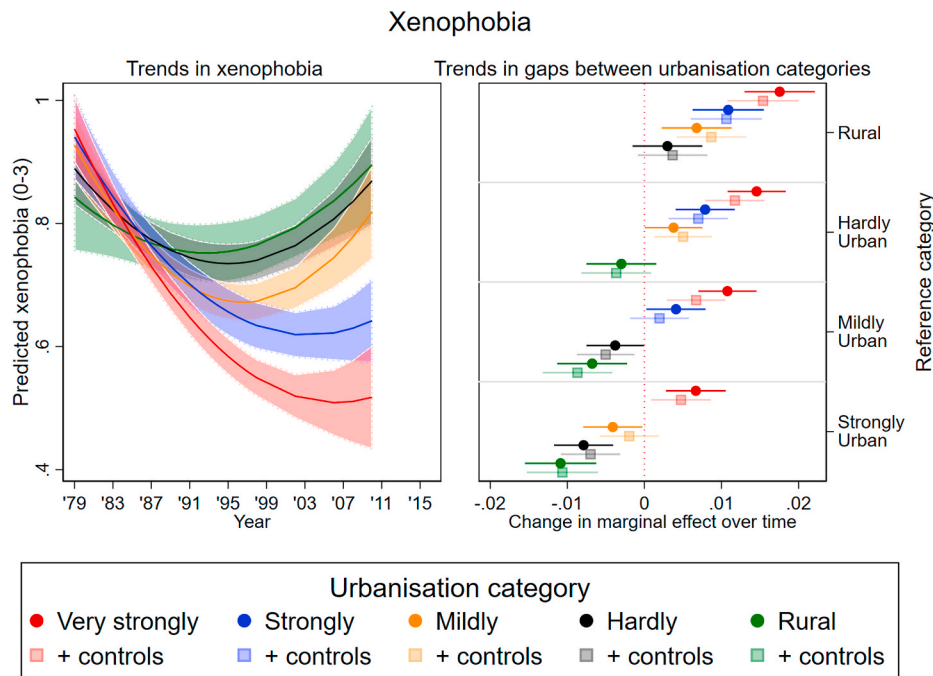 Xenophobia
Trends in xenophobia
Trends in gaps between urbanisation categories
Predicted xenophobia (0-3)
1
.8
.6
.4
'79 '83 '87 '91 '95 '99 '03 '07 '11 '15
Year
Rural
Hardly
Urban
Mildly
Urban
Strongly
Urban
Reference category
-.02 -.01 0 .01 .02
Change in marginal effect over time
Urbanisation category
Very strongly Strongly Mildly Hardly Rural
+ controls + controls + controls + controls + controls